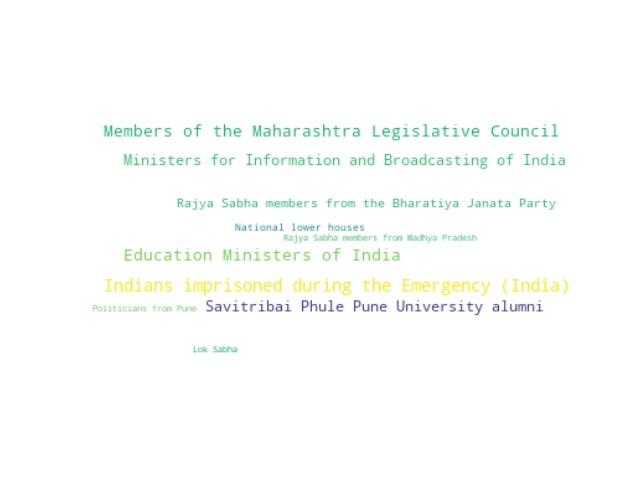 Members of the Maharashtra Legislative Council
Ministers for Information and Broadcasting of India
Rajya Sabha members from the Bharatiya Janata Party
National lower houses
Rajya Sabha members from Madhya Pradesh
Education Ministers of India
Indians imprisoned during the Emergency (India)
Politicians from Pune Savitribai Phule Pune University alumni
Lok Sabha